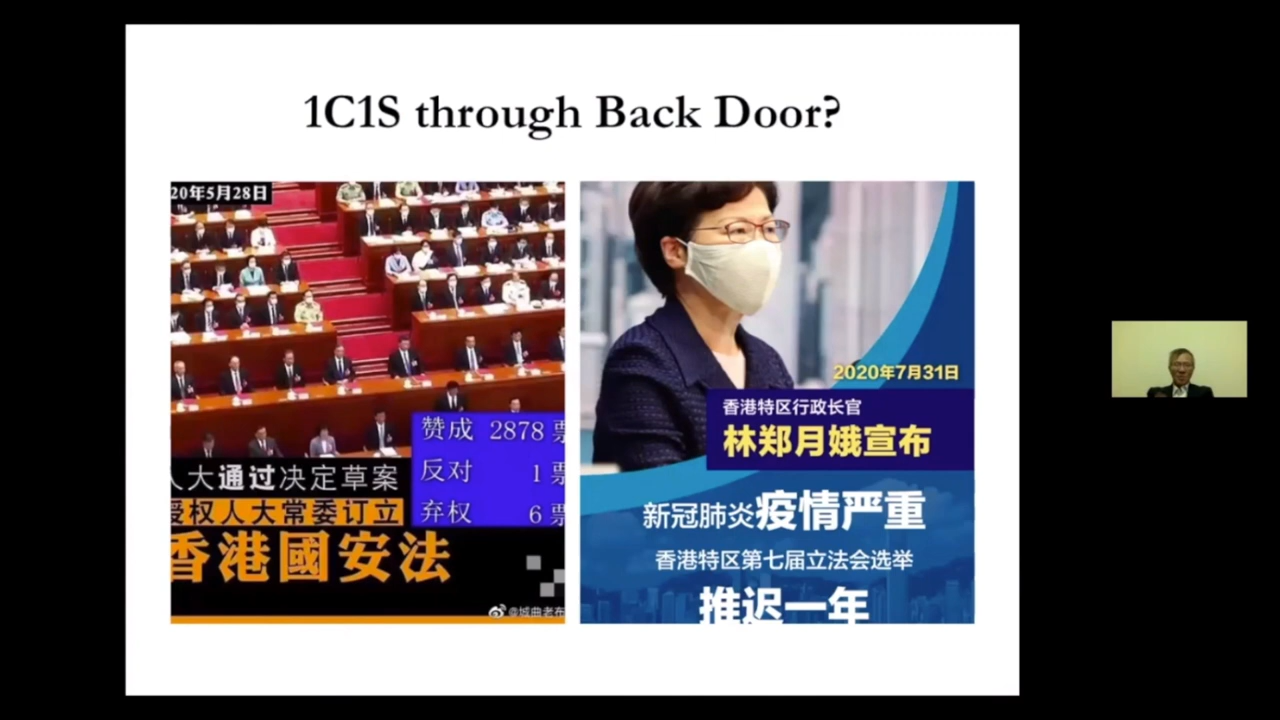 1C1S through Back Door?
20年5月28日
赞成 2878 票
反对 1 票
弃权 6 票
人大通过决定草案
授权人大常委订立
香港國安法
@城曲老布
2020年7月31日
香港特区行政长官
林郑月娥宣布
新冠肺炎疫情严重
香港特区第七届立法会选举
推迟一年